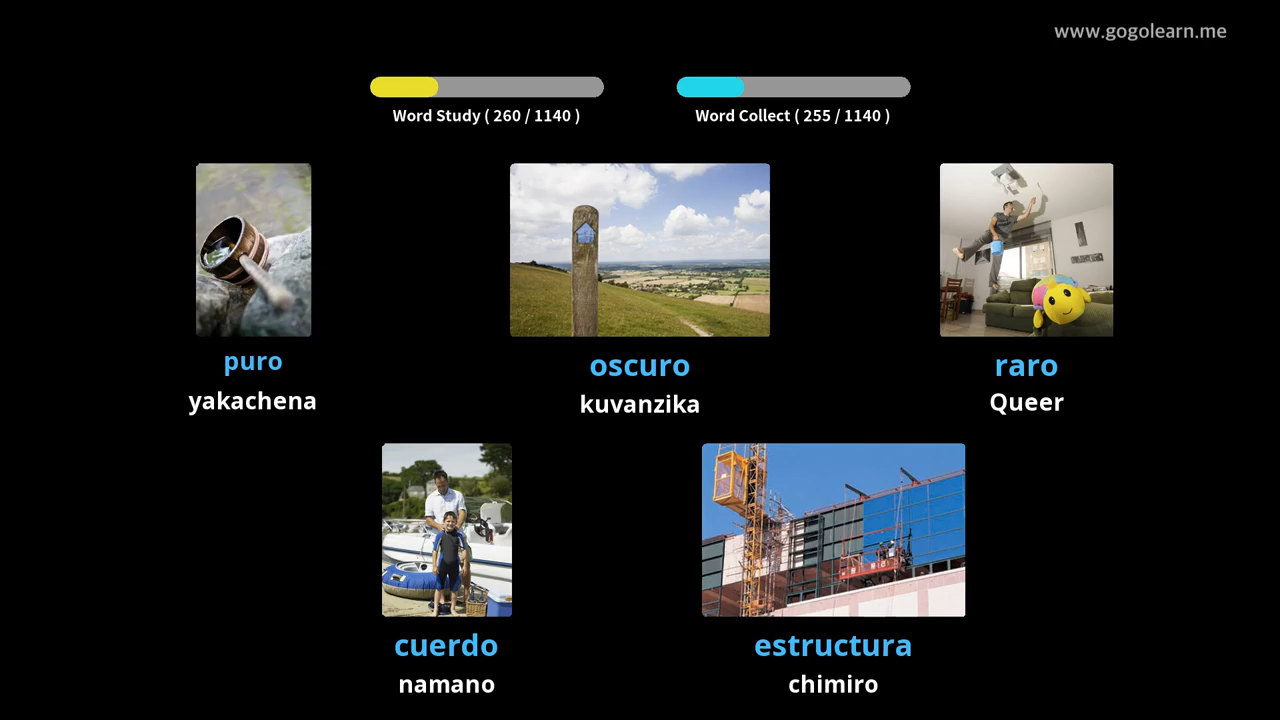 www.gogolearn.me
Word Study ( 260 / 1140 )
Word Collect ( 255 / 1140 )
puro
yakachena
oscuro
kuvanzika
raro
Queer
cuerdo
namano
estructura
chimiro